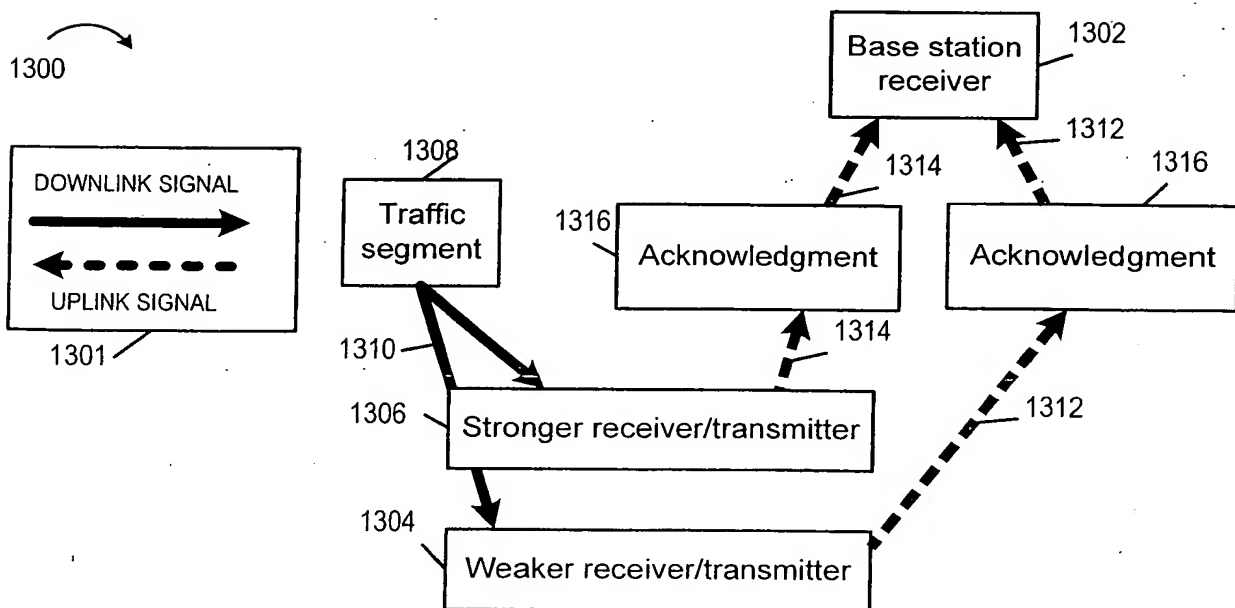 1300
Base station
receiver
1302
1312
1308
1314
1316
DOWNLINK SIGNAL
UPLINK SIGNAL
1301
Traffic
segment
1316
Acknowledgment
Acknowledgment
1310
1314
1306
Stronger receiver/transmitter
1312
1304
Weaker receiver/transmitter